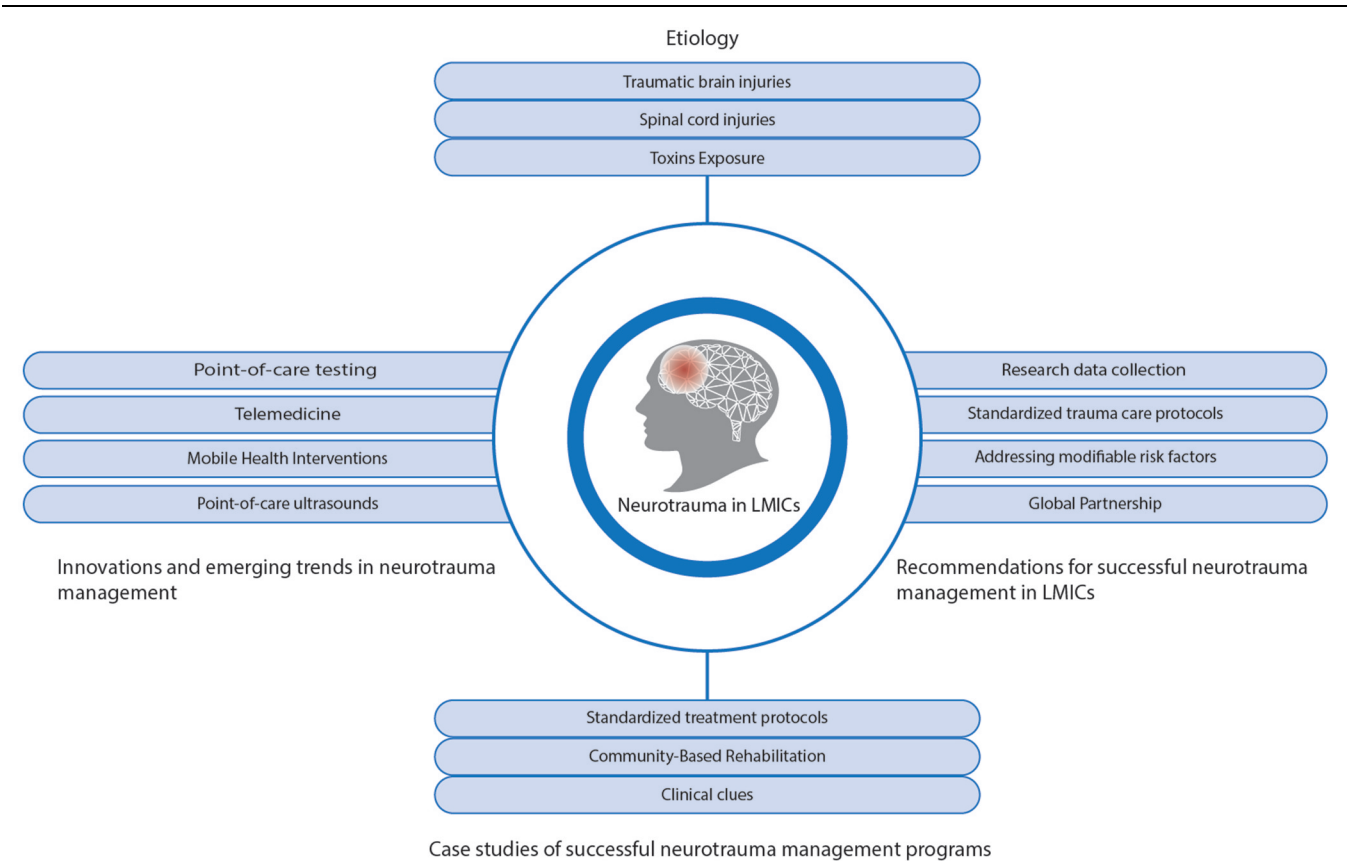 Etiology
Traumatic brain injuries
Spinal cord injuries
Toxins Exposure
Point-of-care testing
Telemedicine
Mobile Health Interventions
Point-of-care ultrasounds
Innovations and emerging trends in neurotrauma
management
Neurotrauma in LMICs
Research data collection
Standardized trauma care protocols
Addressing modifiable risk factors
Global Partnership
Recommendations for successful neurotrauma
management in LMICs
Standardized treatment protocols
Community-Based Rehabilitation
Clinical clues
Case studies of successful neurotrauma management programs